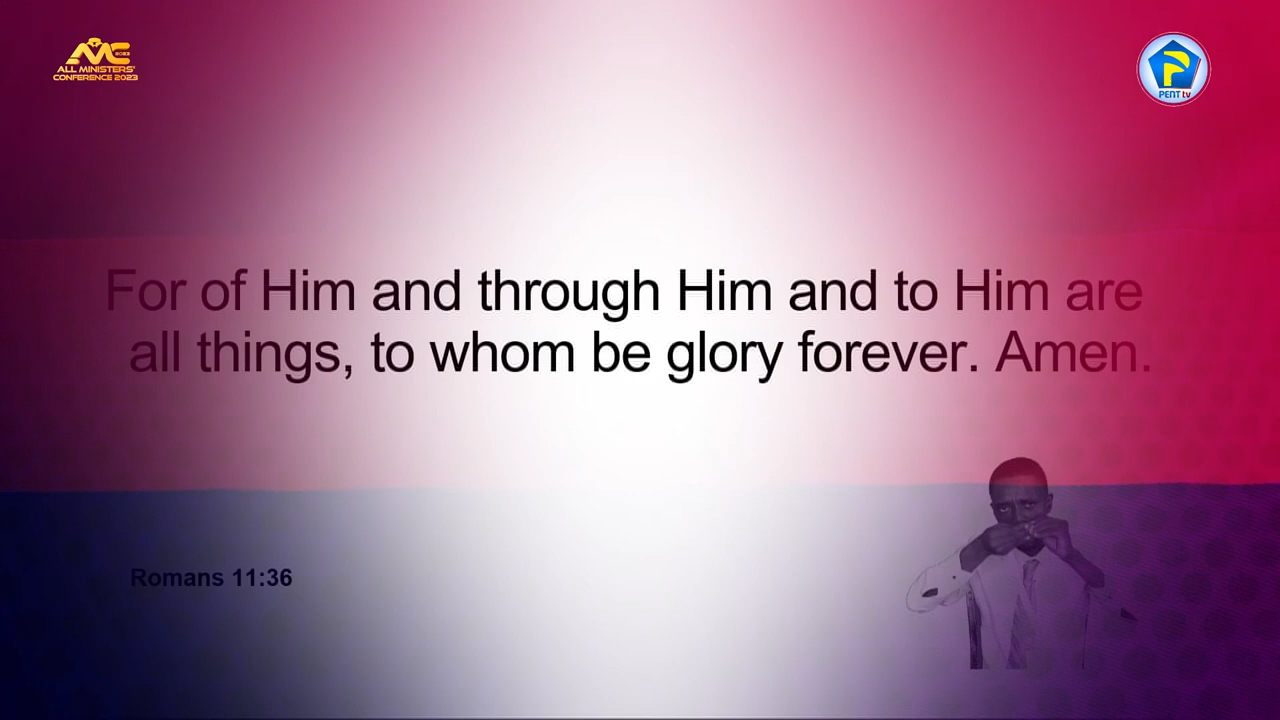 ALL MINISTERS'
CONFERENCE 2023
PENT tv
For of Him and through Him and to Him are
all things, to whom be glory forever. Amen.
Romans 11:36